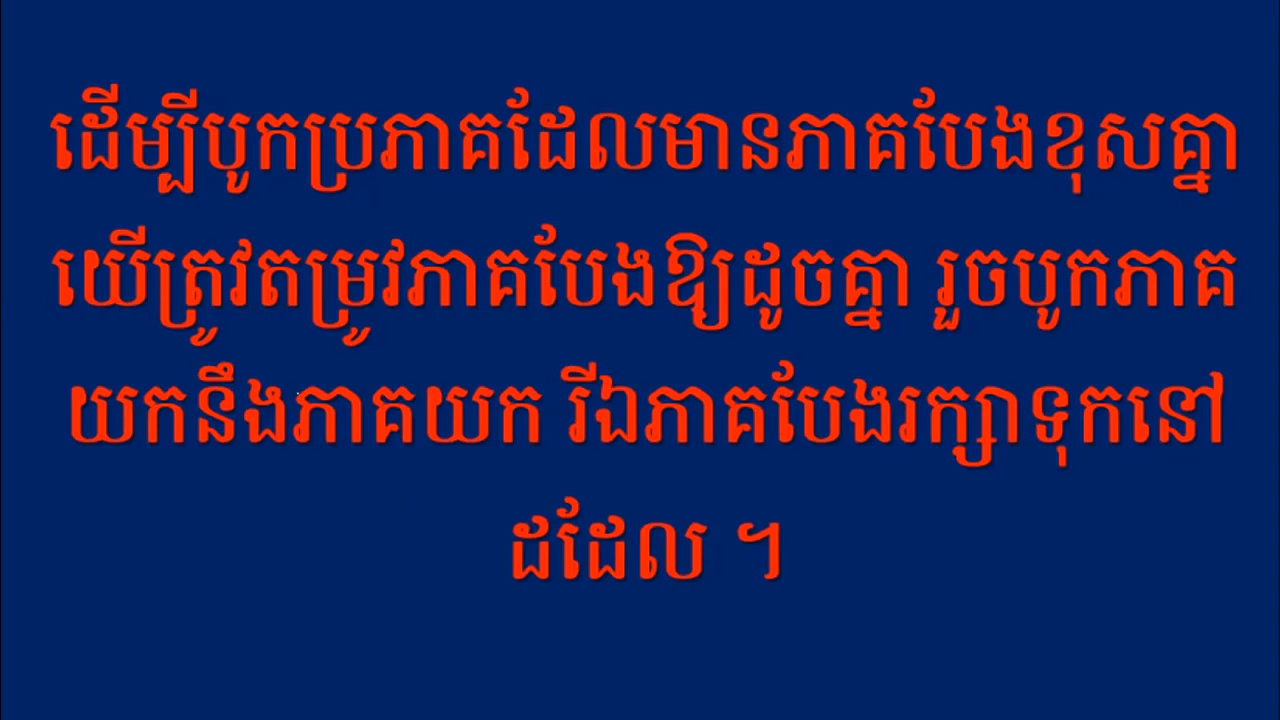 ដើម្បីបូកប្រភាគដែលមានភាគបែងខុសគ្នា
យើត្រូវតម្រូវភាគបែងឱ្យដូចគ្នា រួចបូកភាគ
យកនឹងភាគយក រីឯភាគបែងរក្សាទុកនៅ
ដដែល ។